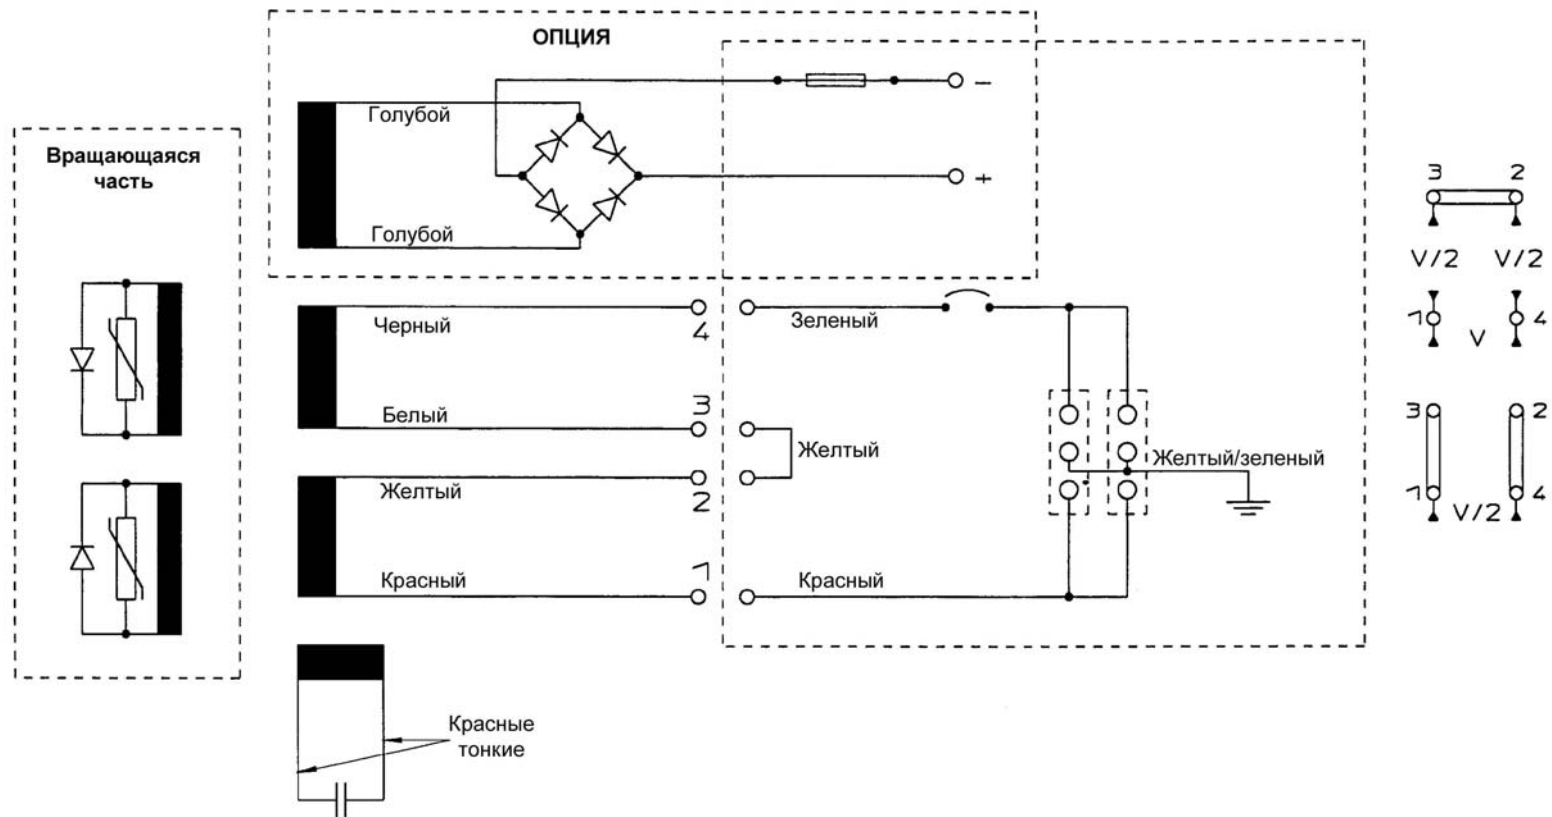 ОПЦИЯ
Вращающаяся
часть
Голубой
Голубой
–
+
Черный
4
Зеленый
Белый
3
Желтый
Желтый
2
Желтый/зеленый
Красный
1
Красный
Красные
тонкие
3 2
V/2 V/2
1 4
V
3 2
1 4
V/2